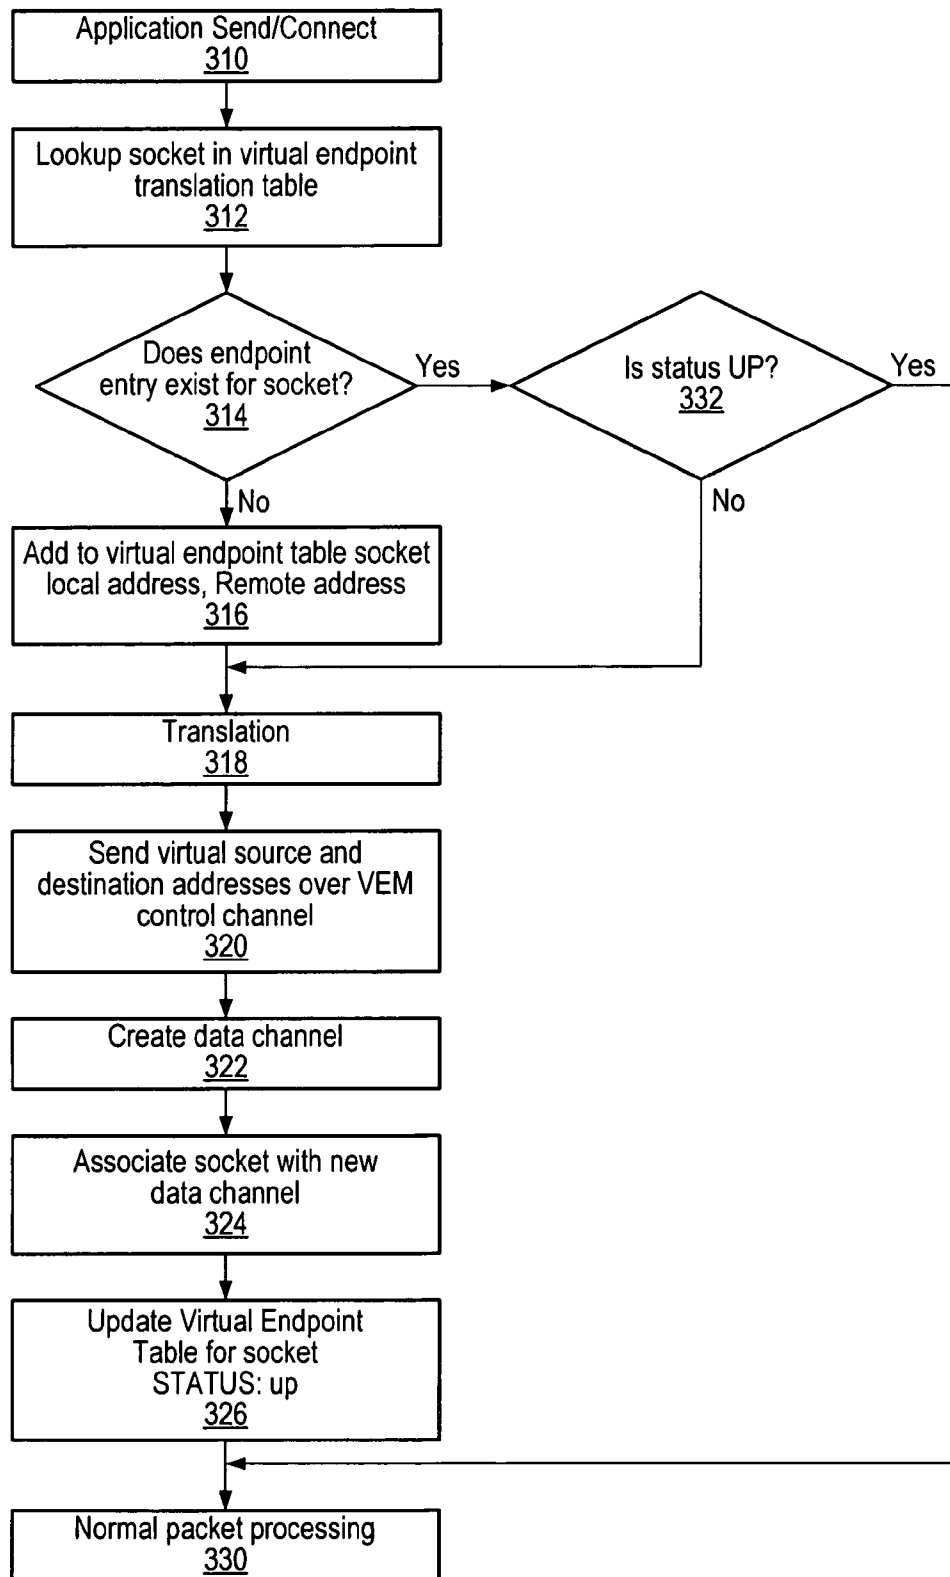 Application Send/Connect
310
Lookup socket in virtual endpoint
translation table
312
Does endpoint
entry exist for socket?
314
Yes
No
Is status UP?
332
Yes
No
Add to virtual endpoint table socket
local address, Remote address
316
Translation
318
Send virtual source and
destination addresses over VEM
control channel
320
Create data channel
322
Associate socket with new
data channel
324
Update Virtual Endpoint
Table for socket
STATUS: up
326
Normal packet processing
330